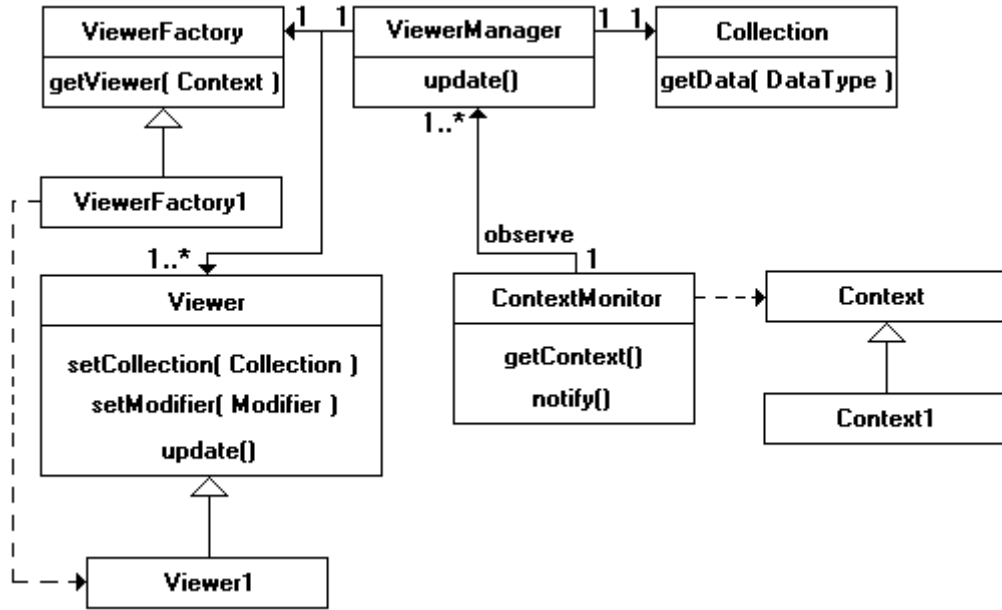 ViewerFactory
getViewer( Context )
1
1
ViewerManager
update()
1..*
1
1
Collection
getData( DataType )
ViewerFactory1
1..*
Viewer
setCollection( Collection )
setModifier( Modifier )
update()
observe
1
ContextMonitor
getContext()
notify()
Context
Context1
Viewer1